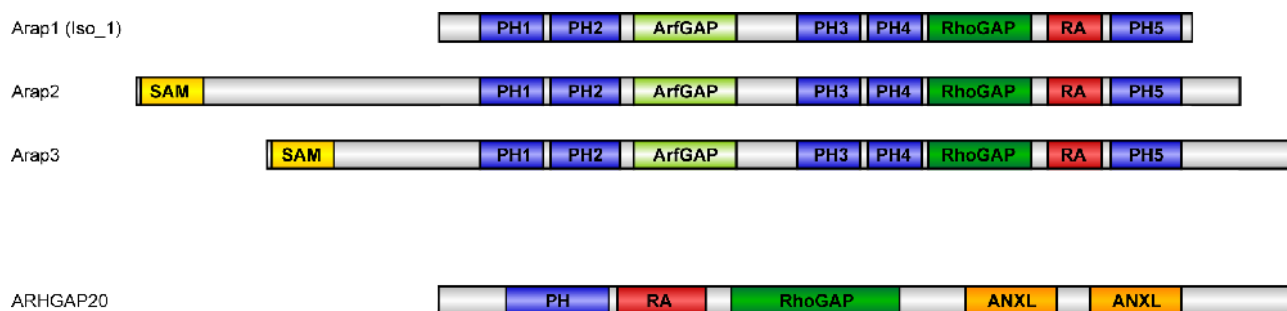 Arap1 (Iso_1) PH1 PH2 ArfGAP PH3 PH4 RhoGAP RA PH5
Arap2 SAM PH1 PH2 ArfGAP PH3 PH4 RhoGAP RA PH5
Arap3 SAM PH1 PH2 ArfGAP PH3 PH4 RhoGAP RA PH5
ARHGAP20 PH RA RhoGAP ANXL ANXL